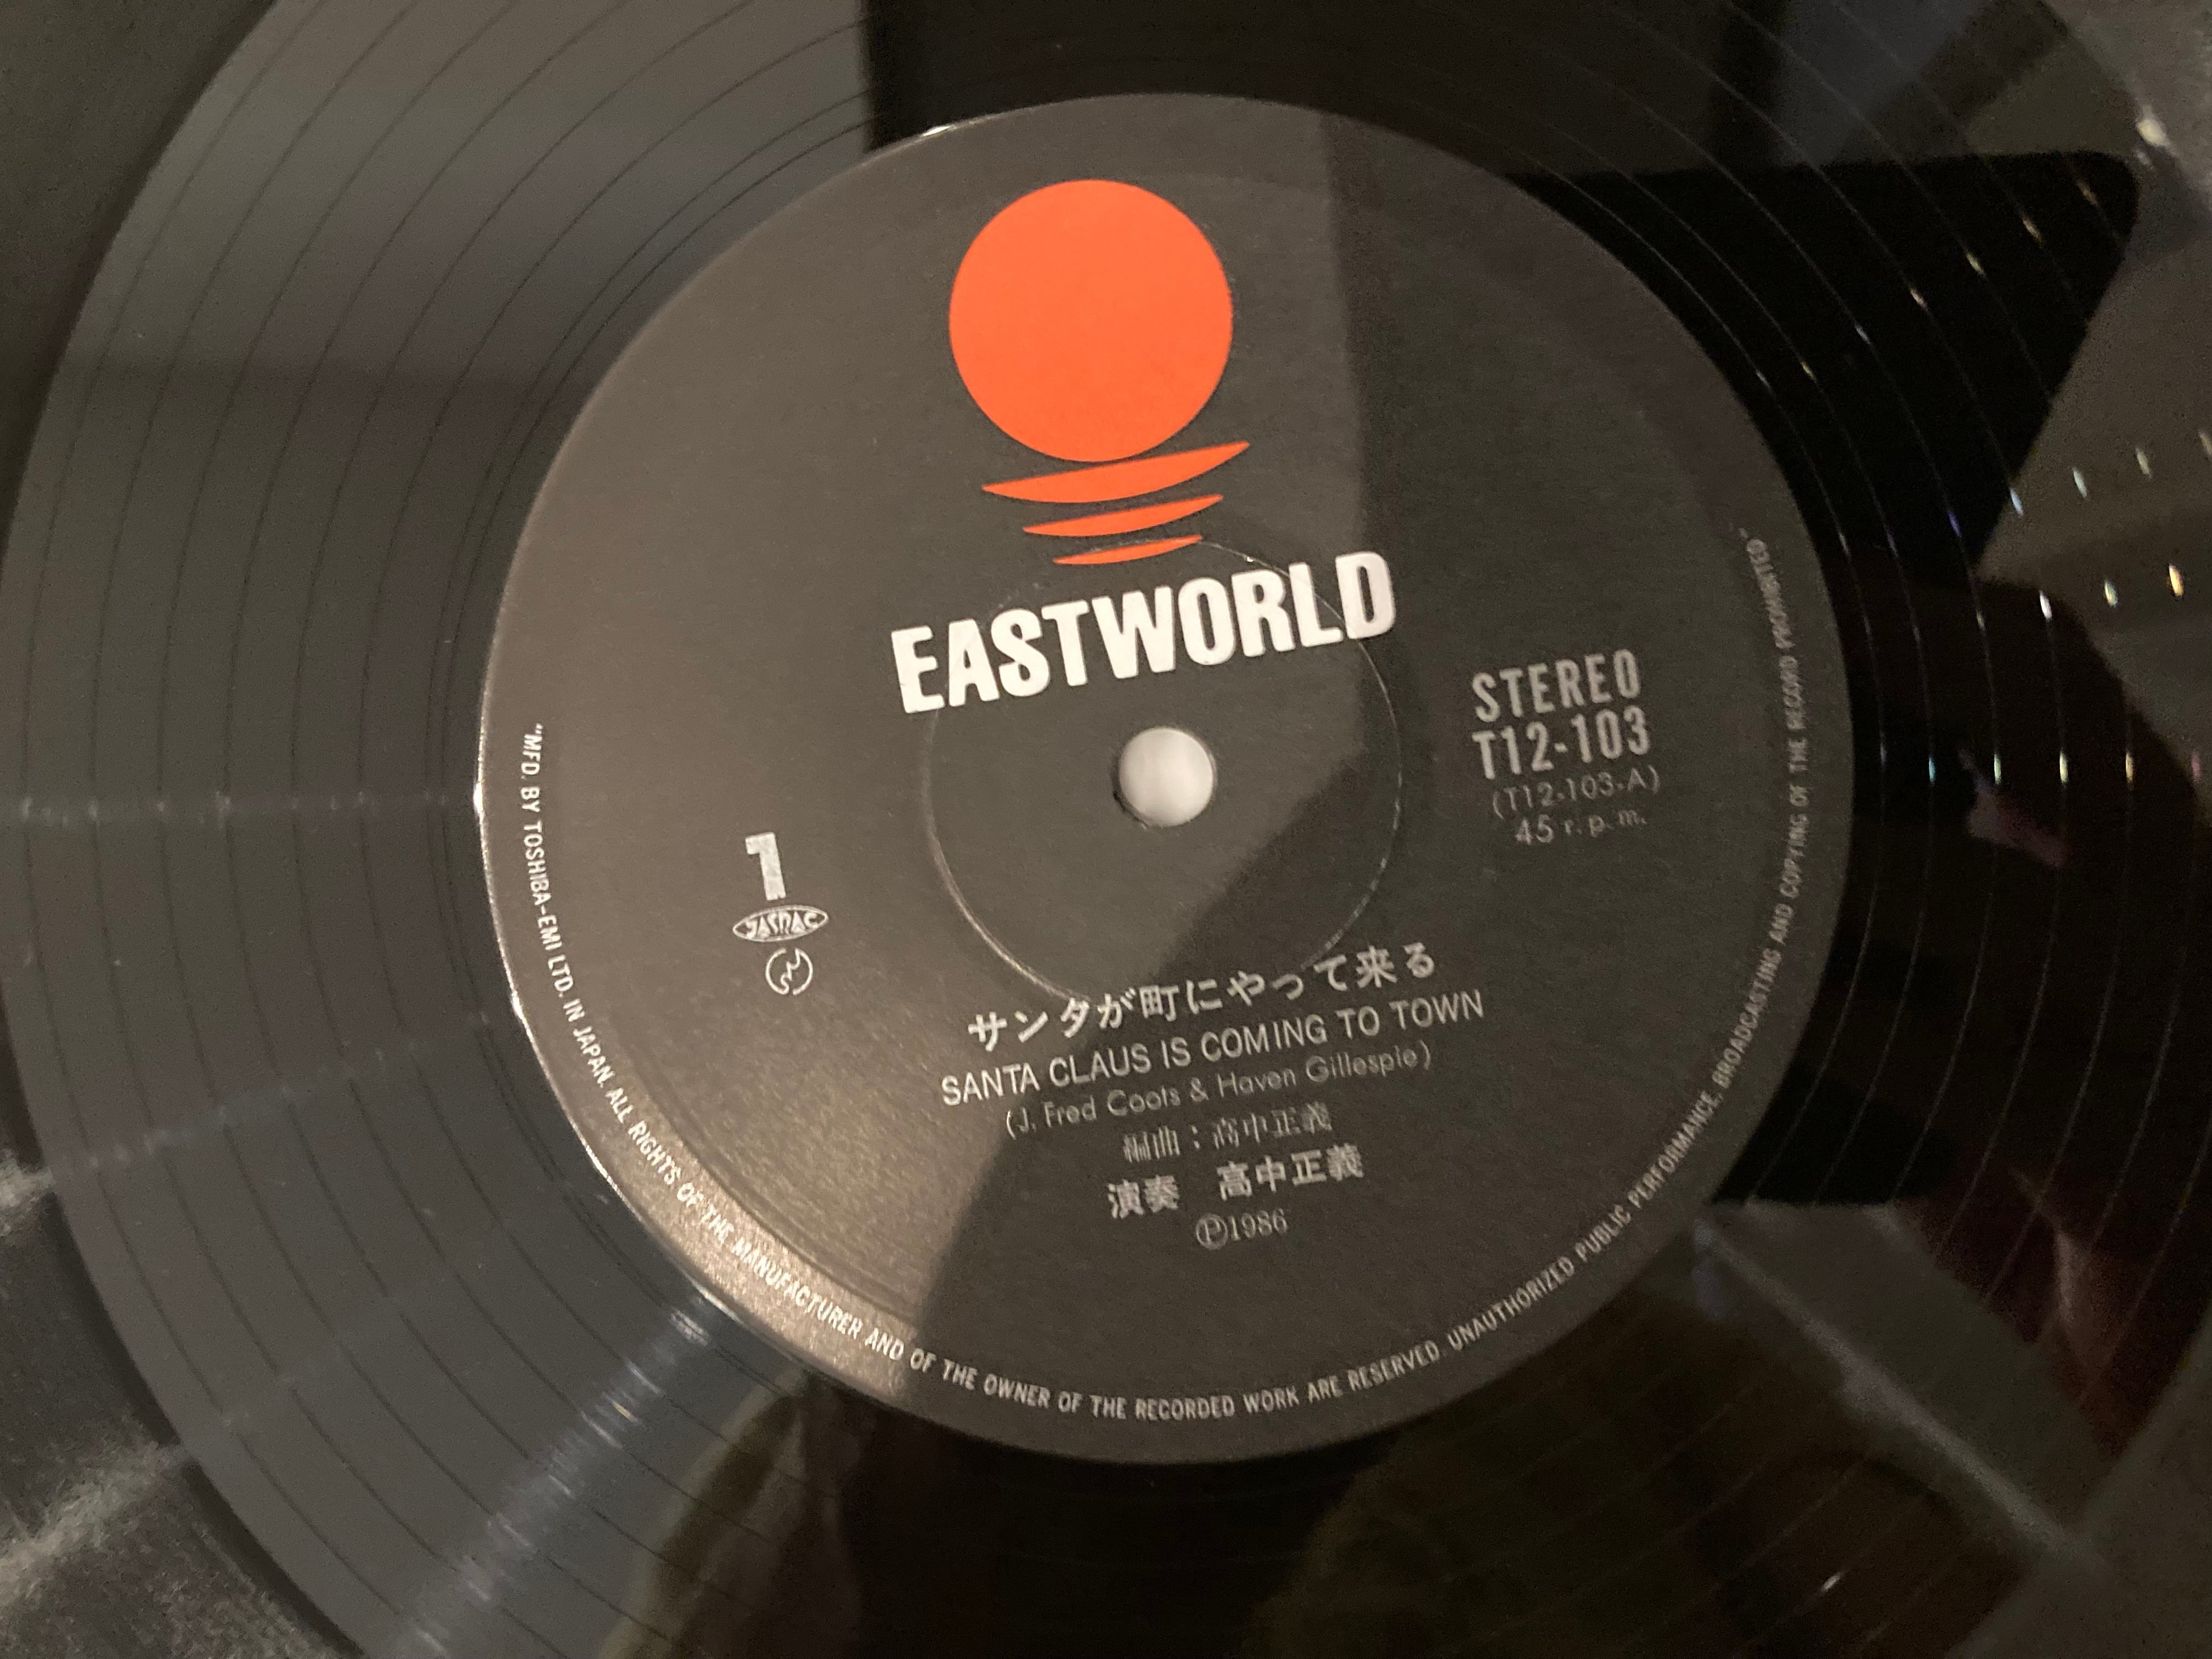 EASTWORLD
STEREO
T12-103
(T12-103-A)
45 r.p.m.
1
JASRAC
サンタが町にやって来る
SANTA CLAUS IS COMING TO TOWN
(J. Fred Coots & Haven Gillespie)
編曲：高中正義
演奏　高中正義
Ⓟ1986
"MFD. BY TOSHIBA-EMI LTD. IN JAPAN. ALL RIGHTS OF THE MANUFACTURER AND OF THE OWNER OF THE RECORDED WORK ARE RESERVED. UNAUTHORIZED PUBLIC PERFORMANCE, BROADCASTING AND COPYING OF THE RECORD PROHIBITED"